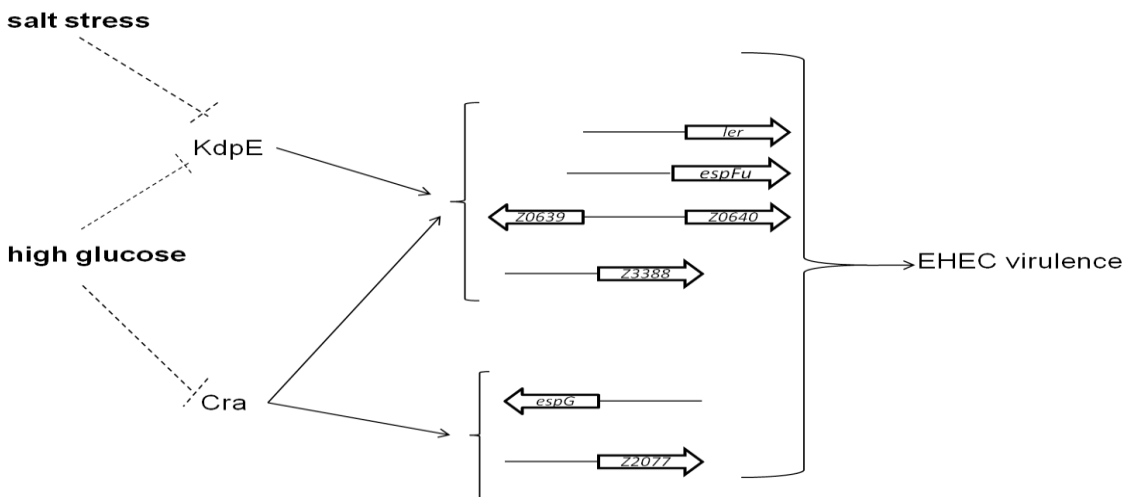 salt stress
ler
KdpE
espFu
Z0639 Z0640
high glucose
EHEC virulence
Z3388
Cra
espG
Z2077